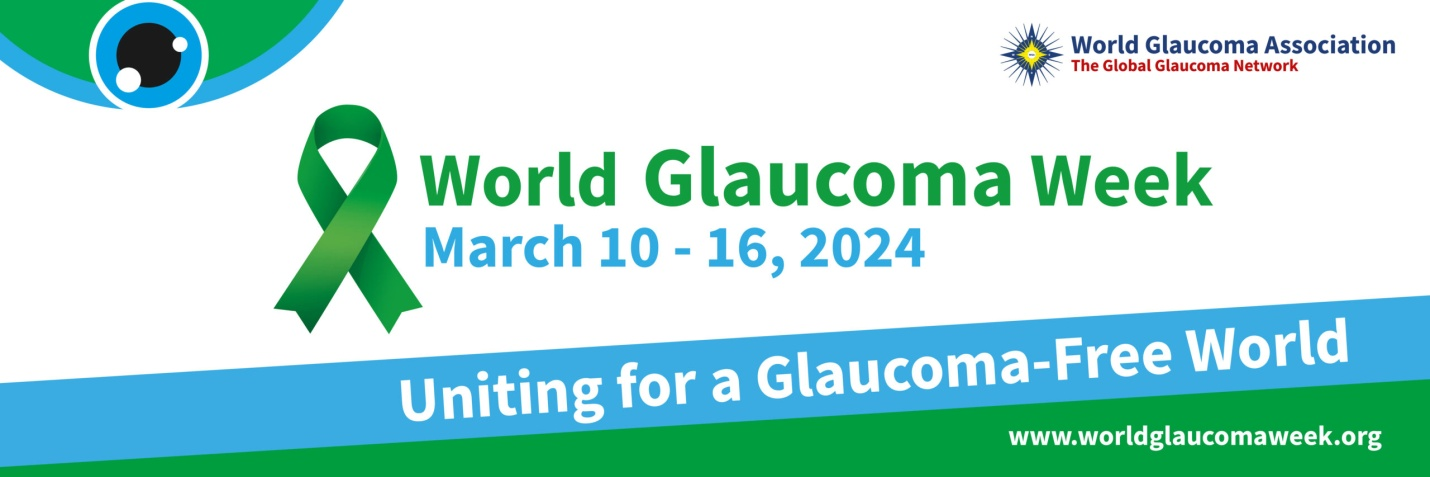 World Glaucoma Association
The Global Glaucoma Network
World Glaucoma Week
March 10 - 16, 2024
Uniting for a Glaucoma-Free World
www.worldglaucomaweek.org